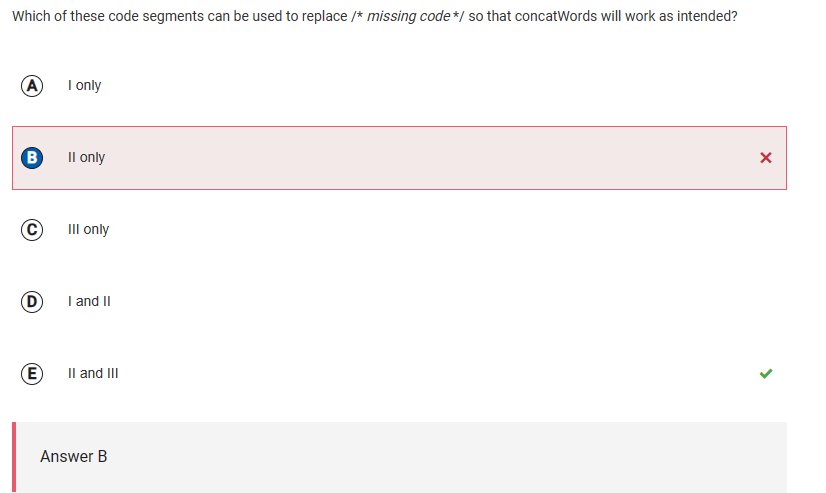 Which of these code segments can be used to replace /* missing code */ so that concatWords will work as intended?
A I only
B II only
C III only
D I and II
E II and III
Answer B